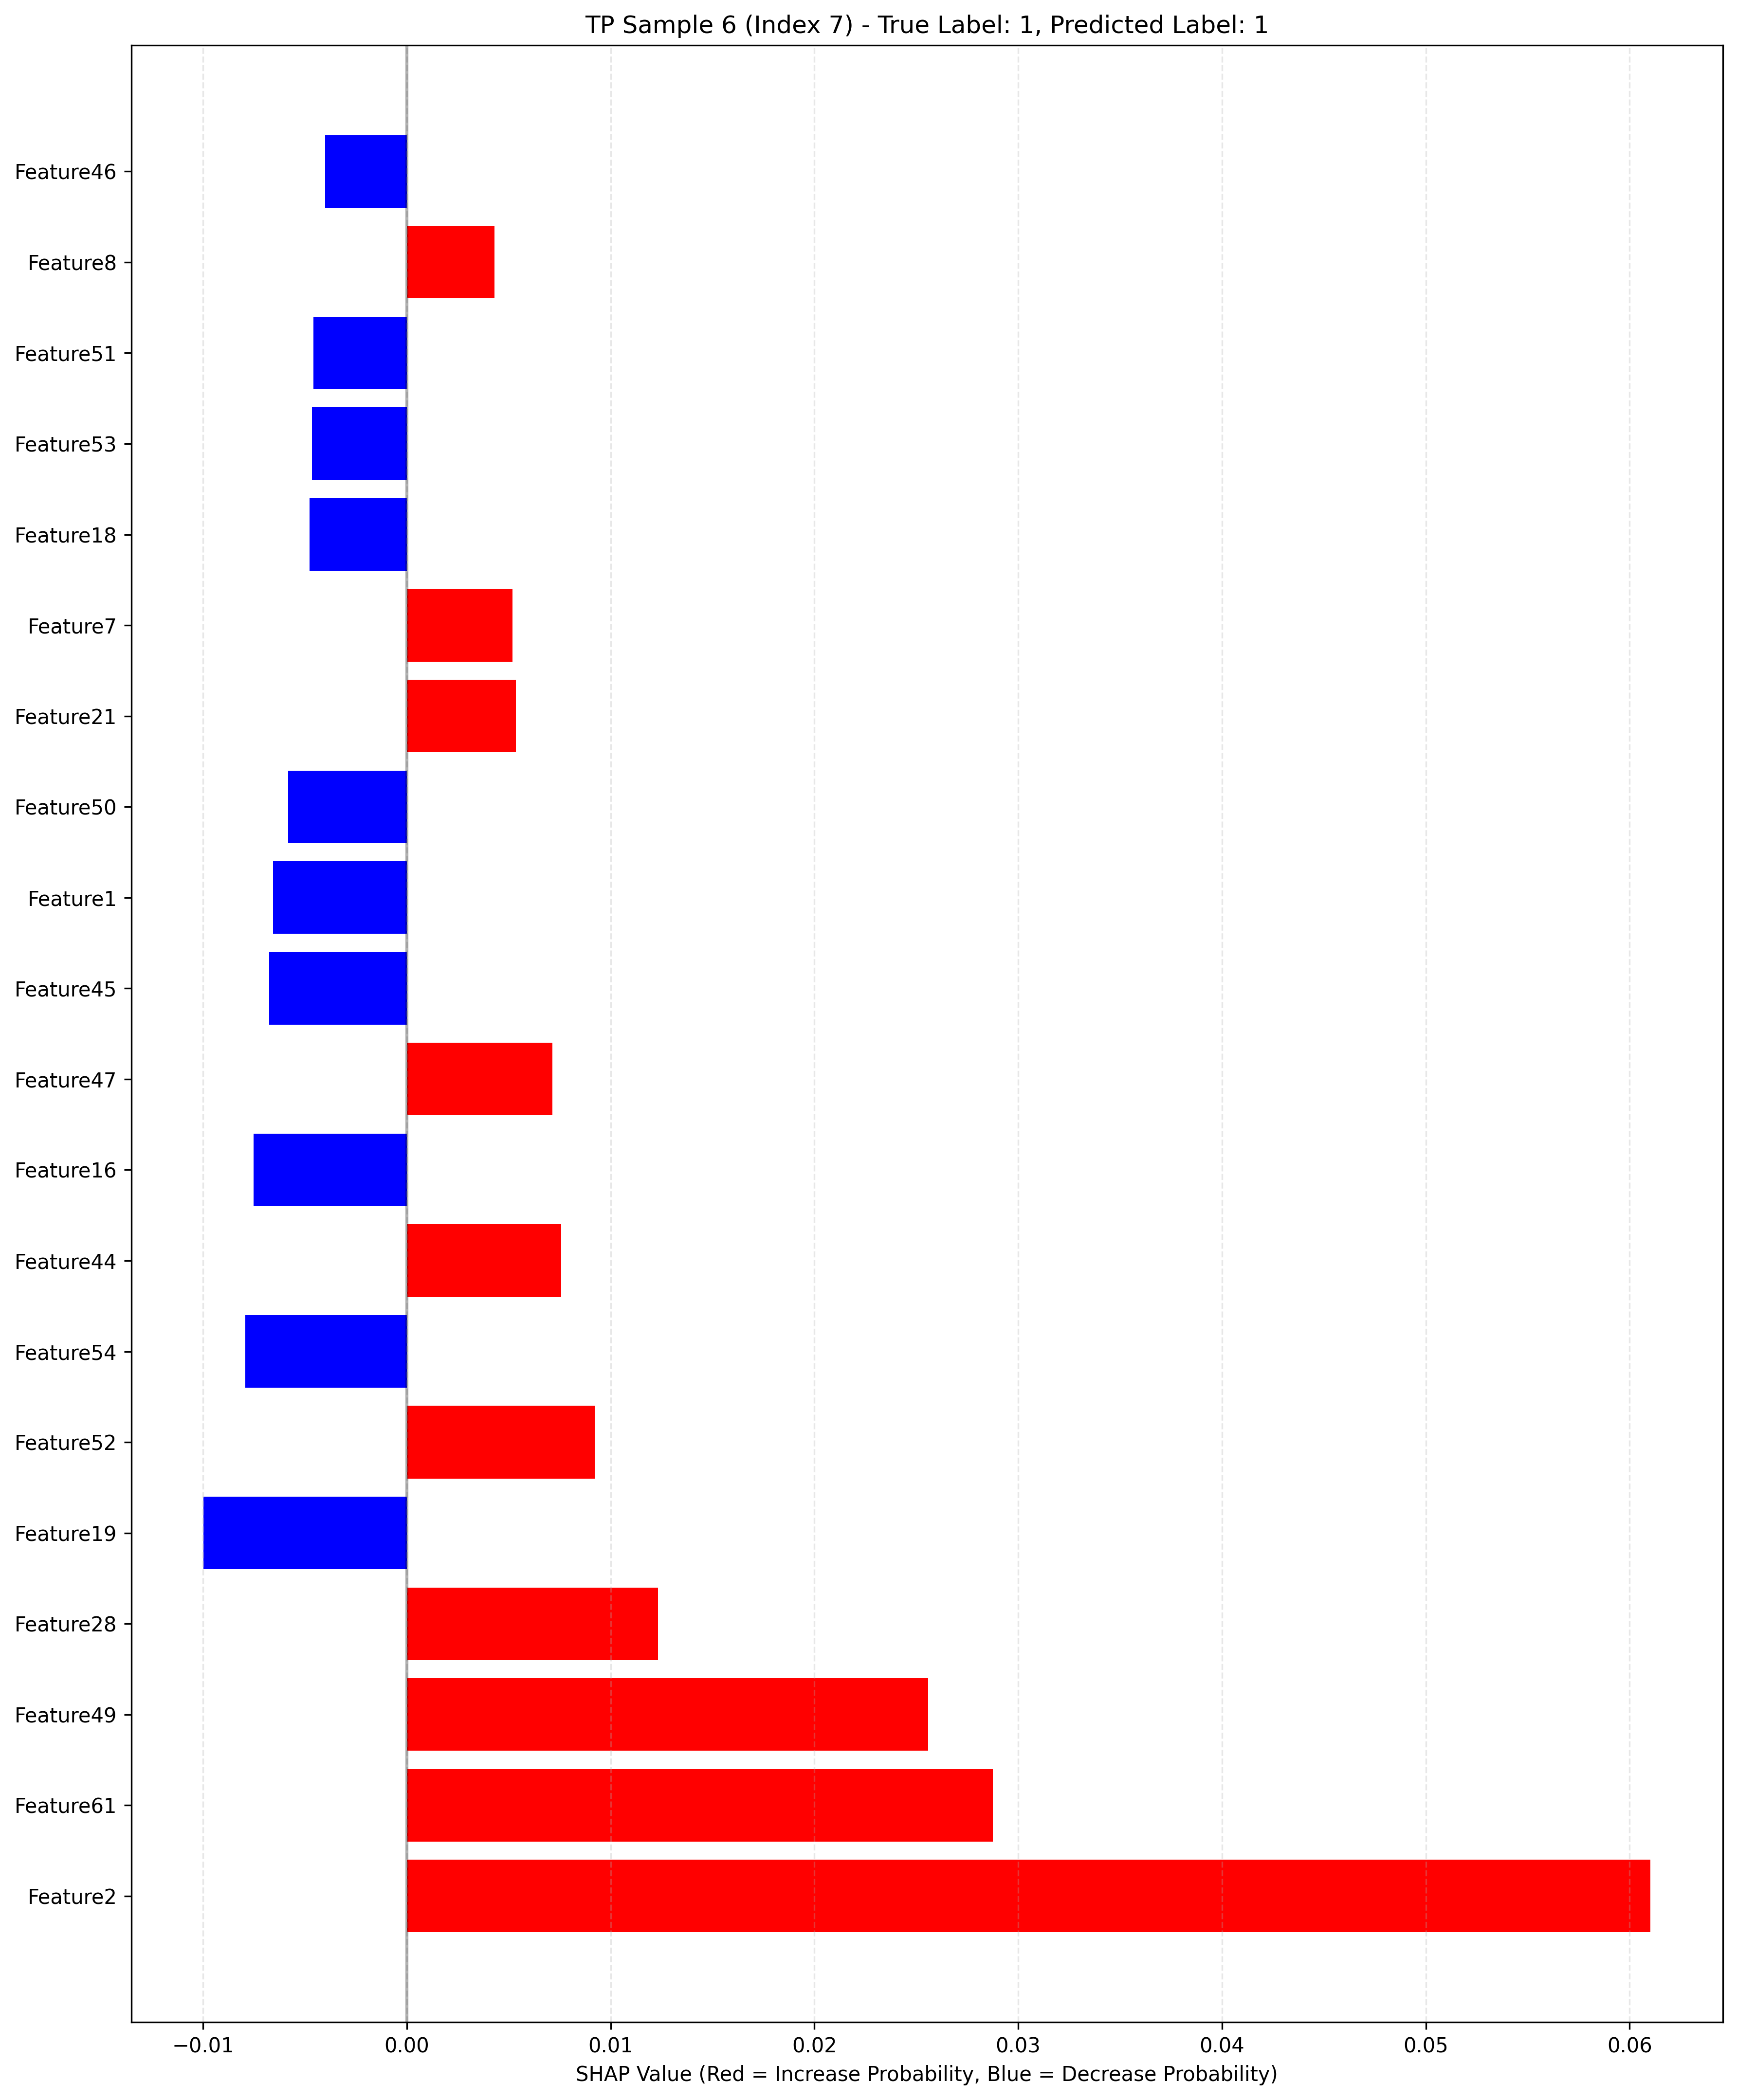 TP Sample 6 (Index 7) - True Label: 1, Predicted Label: 1
Feature46
Feature8
Feature51
Feature53
Feature18
Feature7
Feature21
Feature50
Feature1
Feature45
Feature47
Feature16
Feature44
Feature54
Feature52
Feature19
Feature28
Feature49
Feature61
Feature2
−0.01 0.00 0.01 0.02 0.03 0.04 0.05 0.06
SHAP Value (Red = Increase Probability, Blue = Decrease Probability)